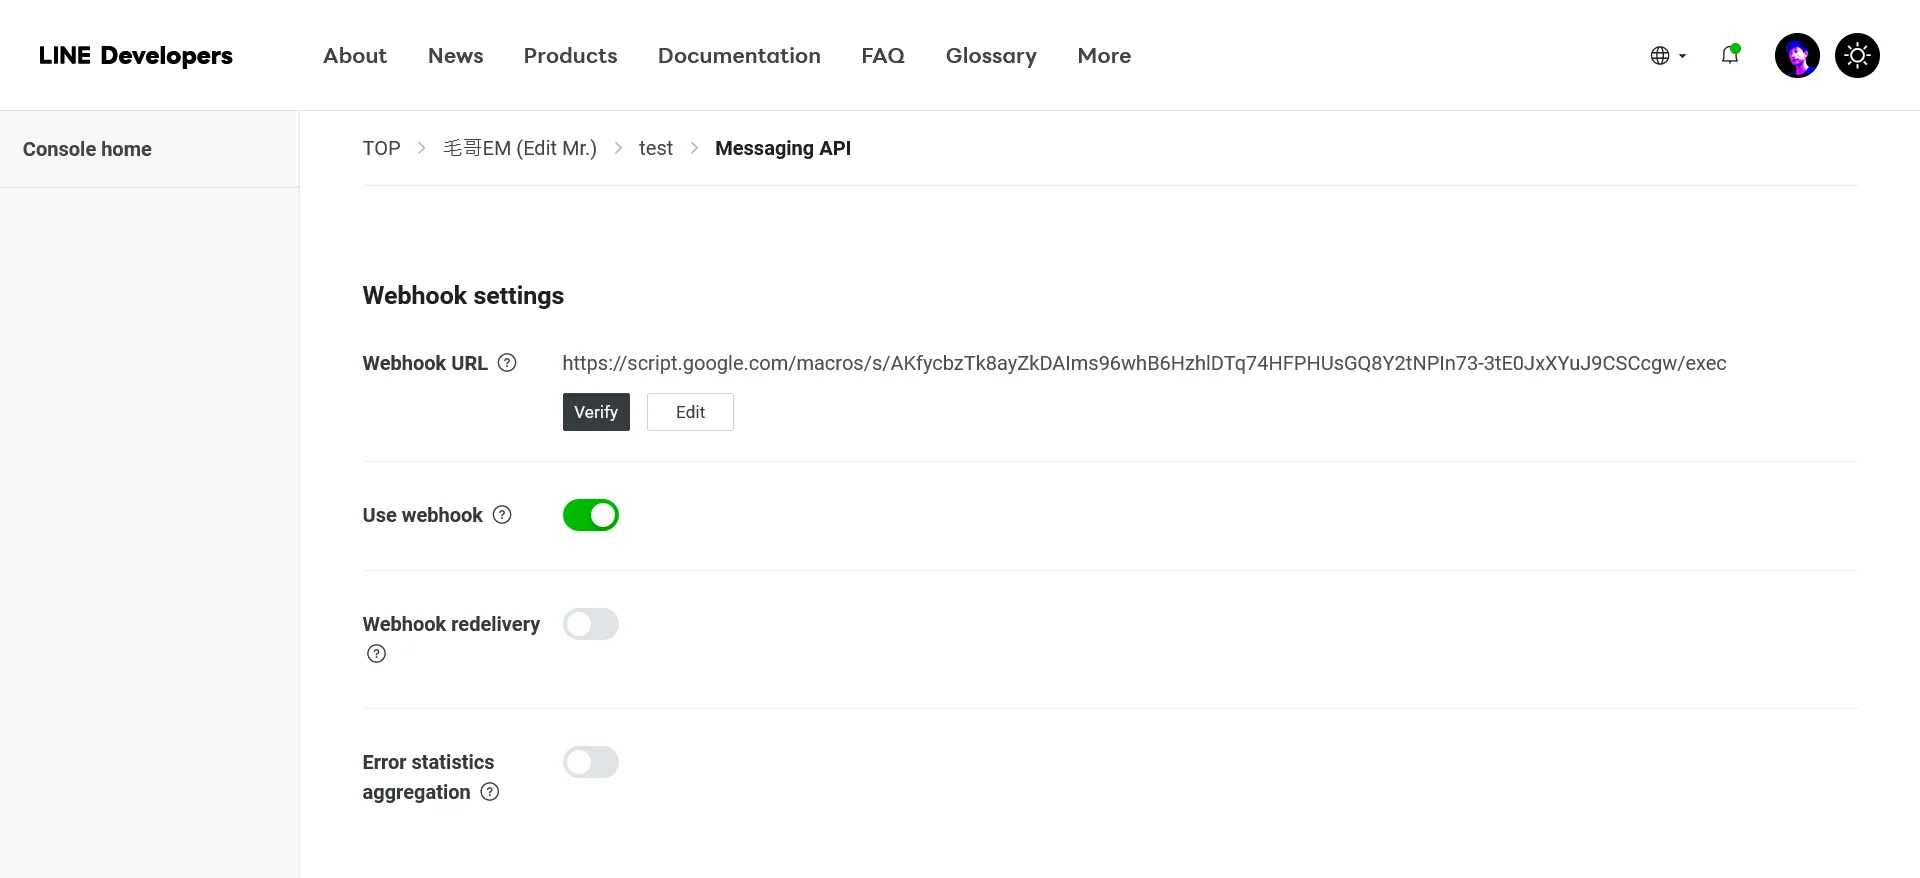 LINE Developers
About News Products Documentation FAQ Glossary More
Console home
TOP > 毛哥EM (Edit Mr.) > test > Messaging API
Webhook settings
Webhook URL ?
https://script.google.com/macros/s/AKfycbzTk8ayZkDAIms96whB6HzhlDTq74HFPHUsGQ8Y2tNPIn73-3tE0JxXYuJ9CSCcgw/exec
Verify Edit
Use webhook ?
Webhook redelivery
?
Error statistics
aggregation ?